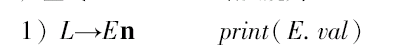 1) L→En print(E. val)